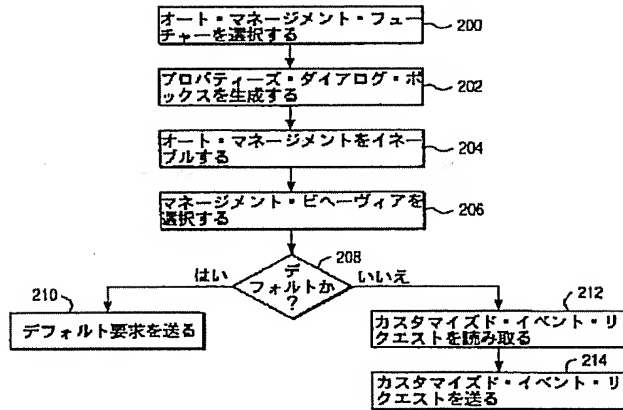 オート・マネージメント・フュー
チャーを選択する
200
プロパティーズ・ダイアログ・ボ
ックスを生成する
202
オート・マネージメントをイネー
ブルする
204
マネージメント・ビヘーヴィアを
選択する
206
208
デ
フォルトか
?
はい
いいえ
210
デフォルト要求を送る
212
カスタマイズド・イベント・リ
クエストを読み取る
214
カスタマイズド・イベント・リ
クエストを送る